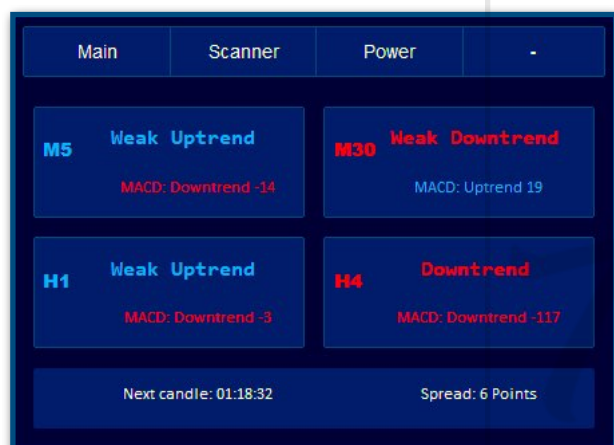 Main Scanner Power -
M5 Weak Uptrend
MACD: Downtrend -14
M30 Weak Downtrend
MACD: Uptrend 19
H1 Weak Uptrend
MACD: Downtrend -3
H4 Downtrend
MACD: Downtrend -117
Next candle: 01:18:32 Spread: 6 Points